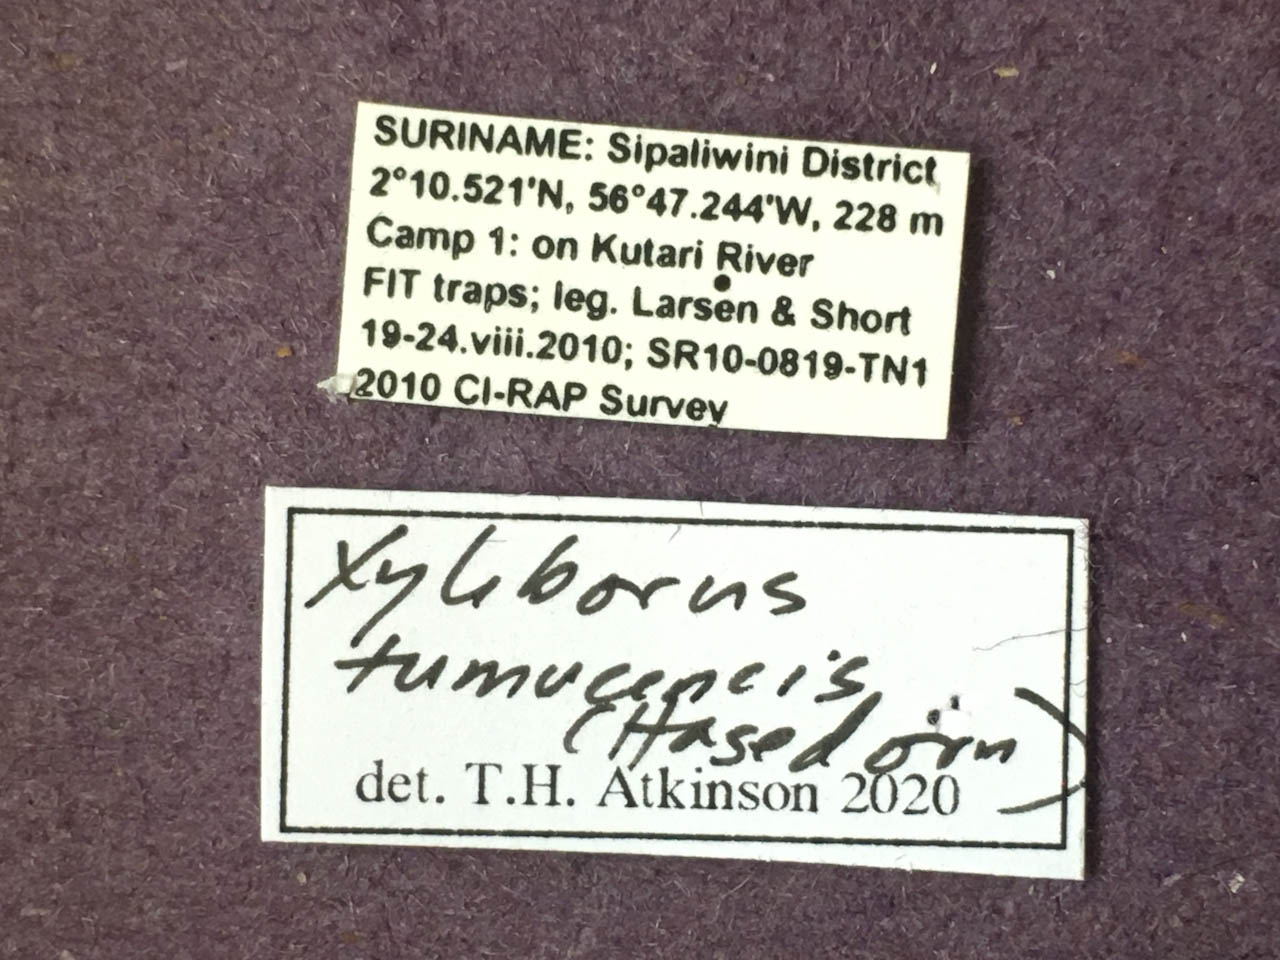 SURINAME: Sipaliwini District
2°10.521'N, 56°47.244'W, 228 m
Camp 1: on Kutari River
FIT traps; leg. Larsen & Short
19-24.viii.2010; SR10-0819-TN1
2010 CI-RAP Survey
Xyleborus
tumucensis
(Hagedorn)
det. T.H. Atkinson 2020